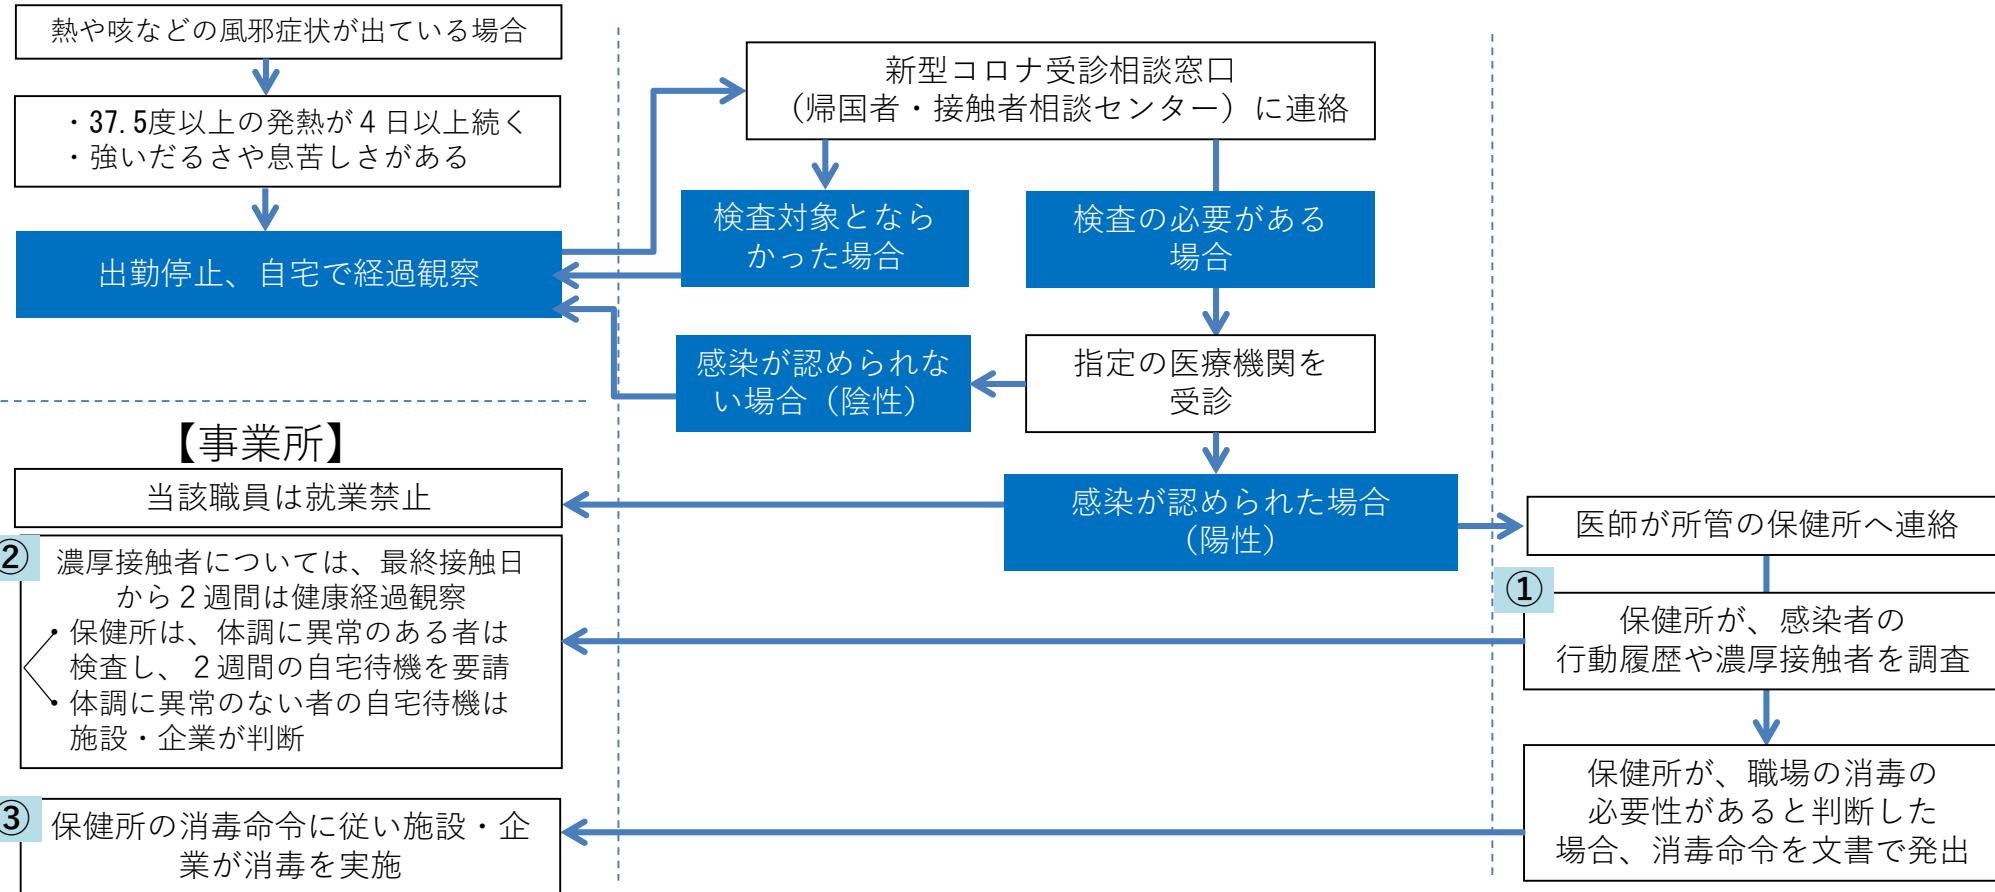 熱や咳などの風邪症状が出ている場合
・37.5度以上の発熱が４日以上続く
・強いだるさや息苦しさがある
出勤停止、自宅で経過観察
新型コロナ受診相談窓口
（帰国者・接触者相談センター）に連絡
検査対象となら
かった場合
検査の必要がある
場合
感染が認められな
い場合（陰性）
指定の医療機関を
受診
感染が認められた場合
（陽性）
【事業所】
当該職員は就業禁止
②
濃厚接触者については、最終接触日
から２週間は健康経過観察
・保健所は、体調に異常のある者は
検査し、２週間の自宅待機を要請
・体調に異常のない者の自宅待機は
施設・企業が判断
③
保健所の消毒命令に従い施設・企
業が消毒を実施
医師が所管の保健所へ連絡
①
保健所が、感染者の
行動履歴や濃厚接触者を調査
保健所が、職場の消毒の
必要性があると判断した
場合、消毒命令を文書で発出